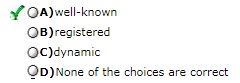 A)well-known
B)registered
C)dynamic
D)None of the choices are correct